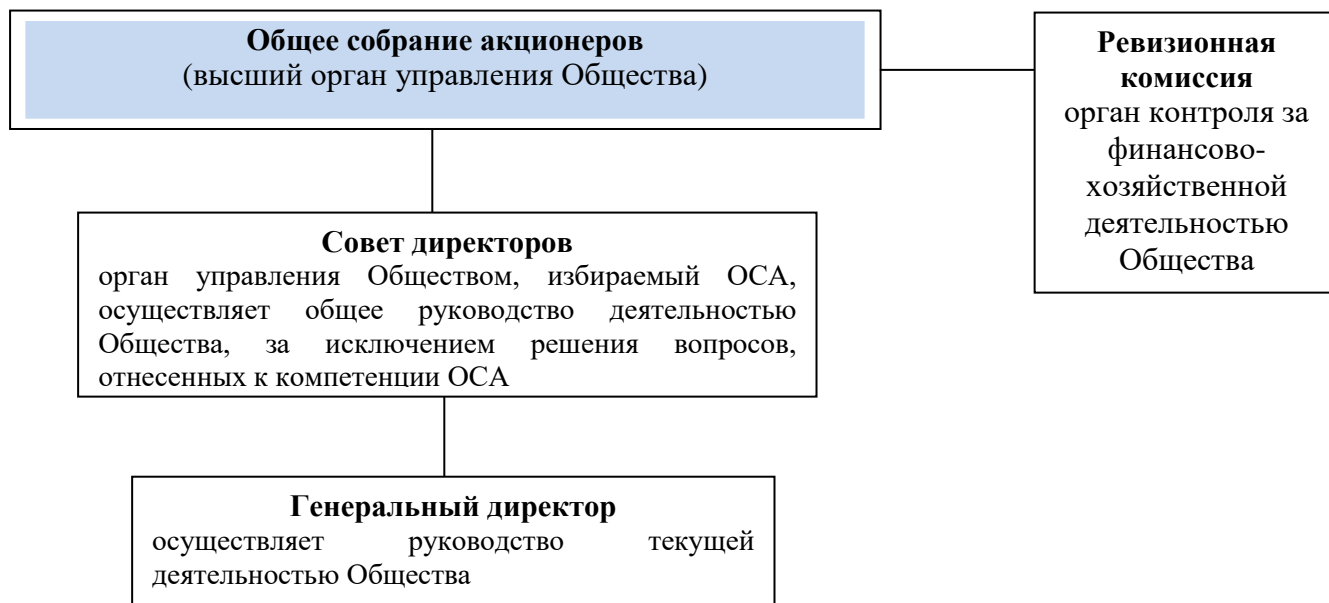 Общее собрание акционеров
(высший орган управления Общества)
Ревизионная
комиссия
орган контроля за
финансово-
хозяйственной
деятельностью
Общества
Совет директоров
орган управления Обществом, избираемый ОСА,
осуществляет общее руководство деятельностью
Общества, за исключением решения вопросов,
отнесенных к компетенции ОСА
Генеральный директор
осуществляет руководство текущей
деятельностью Общества